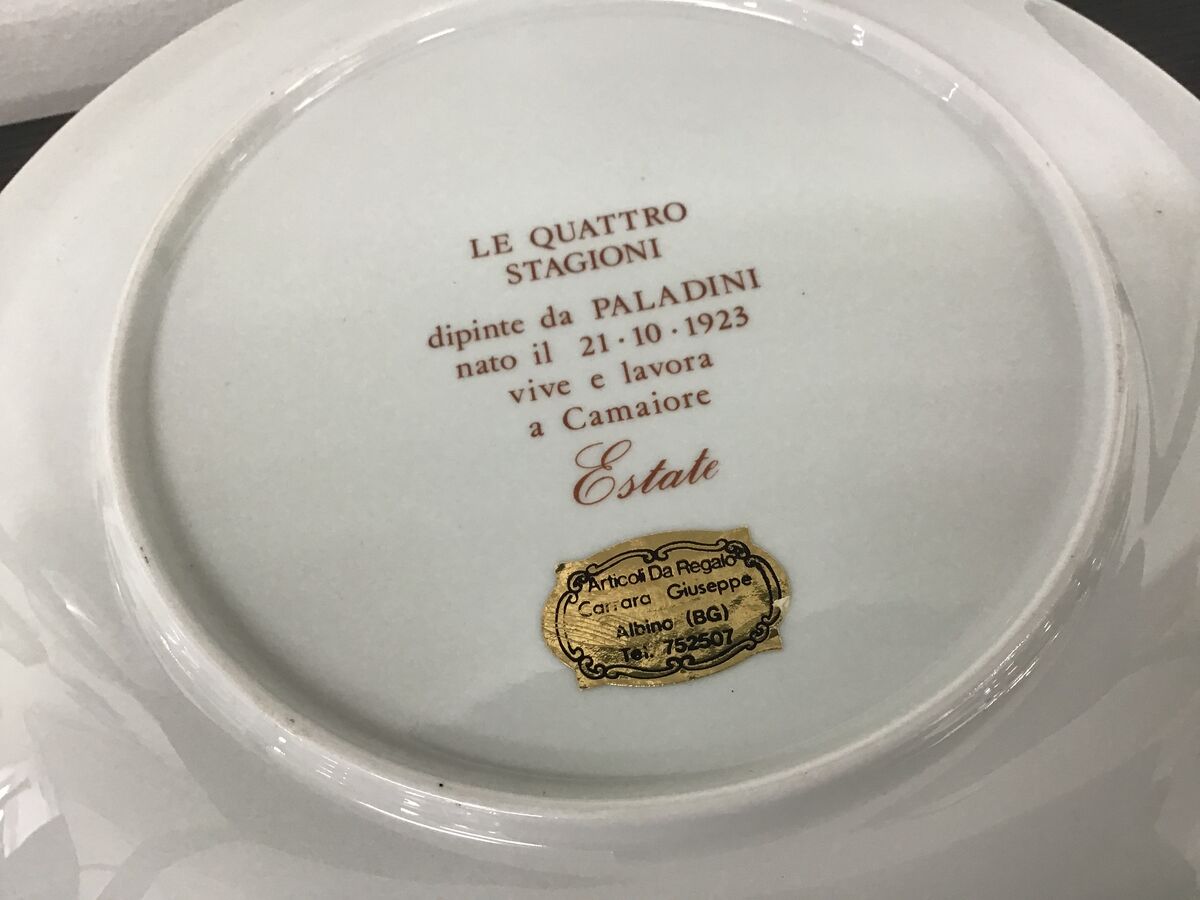 LE QUATTRO
STAGIONI
dipinte da PALADINI
nato il 21·10·1923
vive e lavora
a Camaiore
Estate
Articoli Da Regalo
Carrara Giuseppe
Albino (BG)
Tel. 752507